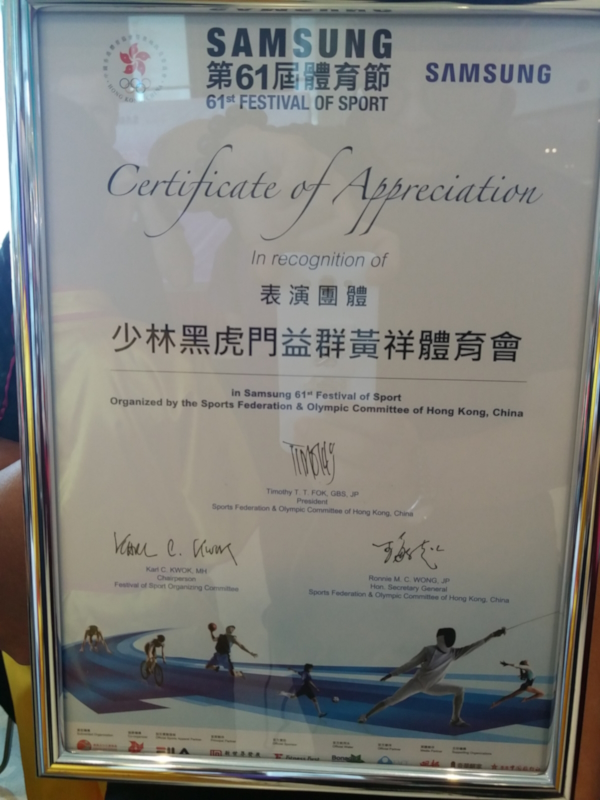 SAMSUNG
第61屆體育節
61st FESTIVAL OF SPORT
SAMSUNG
Certificate of Appreciation
In recognition of
表演團體
少林黑虎門益群黃祥體育會
in Samsung 61st Festival of Sport
Organized by the Sports Federation & Olympic Committee of Hong Kong, China
TIMOTHY
Timothy T. T. FOK, GBS, JP
President
Sports Federation & Olympic Committee of Hong Kong, China
KARL C. KWOK
Karl C. KWOK, MH
Chairperson
Festival of Sport Organizing Committee
Ronnie M. C. WONG, JP
Hon. Secretary General
Sports Federation & Olympic Committee of Hong Kong, China